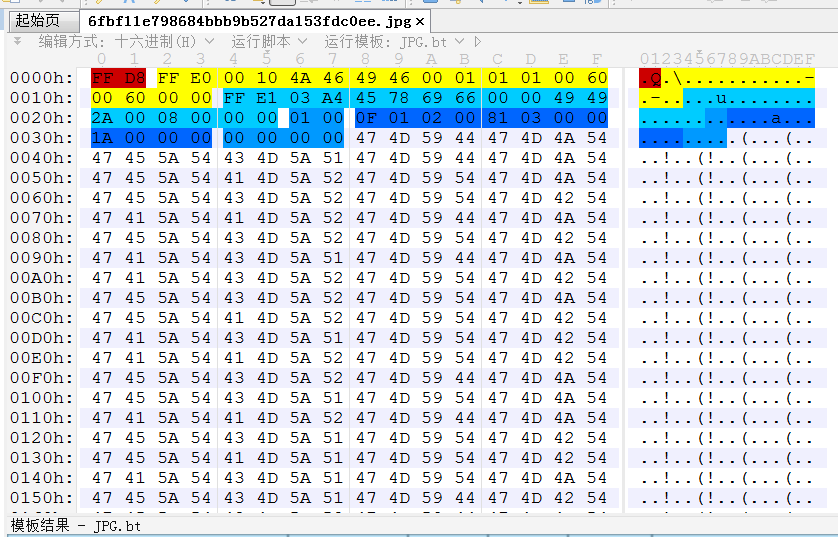 起始页 6fbf11e798684bbb9b527da153fdc0ee.jpg ×
编辑方式: 十六进制(H) 运行脚本 运行模板: JPG.bt
0 1 2 3 4 5 6 7 8 9 A B C D E F 0123456789ABCDEF
0000h: FF D8 FF E0 00 10 4A 46 49 46 00 01 01 01 00 60 .Q.\...........-
0010h: 00 60 00 00 FF E1 03 A4 45 78 69 66 00 00 49 49 .-.....u........
0020h: 2A 00 08 00 00 00 01 00 0F 01 02 00 81 03 00 00 ............a...
0030h: 1A 00 00 00 00 00 00 00 47 4D 59 44 47 4D 4A 54 .........(...(..
0040h: 47 45 5A 54 43 4D 5A 51 47 4D 59 44 47 4D 4A 54 ..!..(!..(...(..
0050h: 47 45 5A 54 41 4D 5A 52 47 4D 59 54 47 4D 4A 54 ..!..(!..(...(..
0060h: 47 45 5A 54 43 4D 5A 52 47 4D 59 54 47 4D 42 54 ..!..(!..(...(..
0070h: 47 41 5A 54 41 4D 5A 52 47 4D 59 44 47 4D 4A 54 ..!..(!..(...(..
0080h: 47 45 5A 54 43 4D 5A 52 47 4D 59 54 47 4D 42 54 ..!..(!..(...(..
0090h: 47 41 5A 54 43 4D 5A 51 47 4D 59 44 47 4D 4A 54 ..!..(!..(...(..
00A0h: 47 41 5A 54 43 4D 5A 52 47 4D 59 54 47 4D 42 54 ..!..(!..(...(..
00B0h: 47 45 5A 54 43 4D 5A 52 47 4D 59 54 47 4D 4A 54 ..!..(!..(...(..
00C0h: 47 45 5A 54 41 4D 5A 52 47 4D 59 44 47 4D 42 54 ..!..(!..(...(..
00D0h: 47 41 5A 54 43 4D 5A 51 47 4D 59 44 47 4D 4A 54 ..!..(!..(...(..
00E0h: 47 41 5A 54 41 4D 5A 52 47 4D 59 54 47 4D 42 54 ..!..(!..(...(..
00F0h: 47 45 5A 54 43 4D 5A 52 47 4D 59 44 47 4D 4A 54 ..!..(!..(...(..
0100h: 47 45 5A 54 43 4D 5A 51 47 4D 59 54 47 4D 4A 54 ..!..(!..(...(..
0110h: 47 41 5A 54 41 4D 5A 52 47 4D 59 44 47 4D 4A 54 ..!..(!..(...(..
0120h: 47 45 5A 54 43 4D 5A 51 47 4D 59 54 47 4D 42 54 ..!..(!..(...(..
0130h: 47 45 5A 54 41 4D 5A 51 47 4D 59 54 47 4D 42 54 ..!..(!..(...(..
0140h: 47 41 5A 54 43 4D 5A 51 47 4D 59 54 47 4D 4A 54 ..!..(!..(...(..
0150h: 47 45 5A 54 43 4D 5A 51 47 4D 59 44 47 4D 42 54 ..!..(!..(...(..
模板结果 - JPG.bt